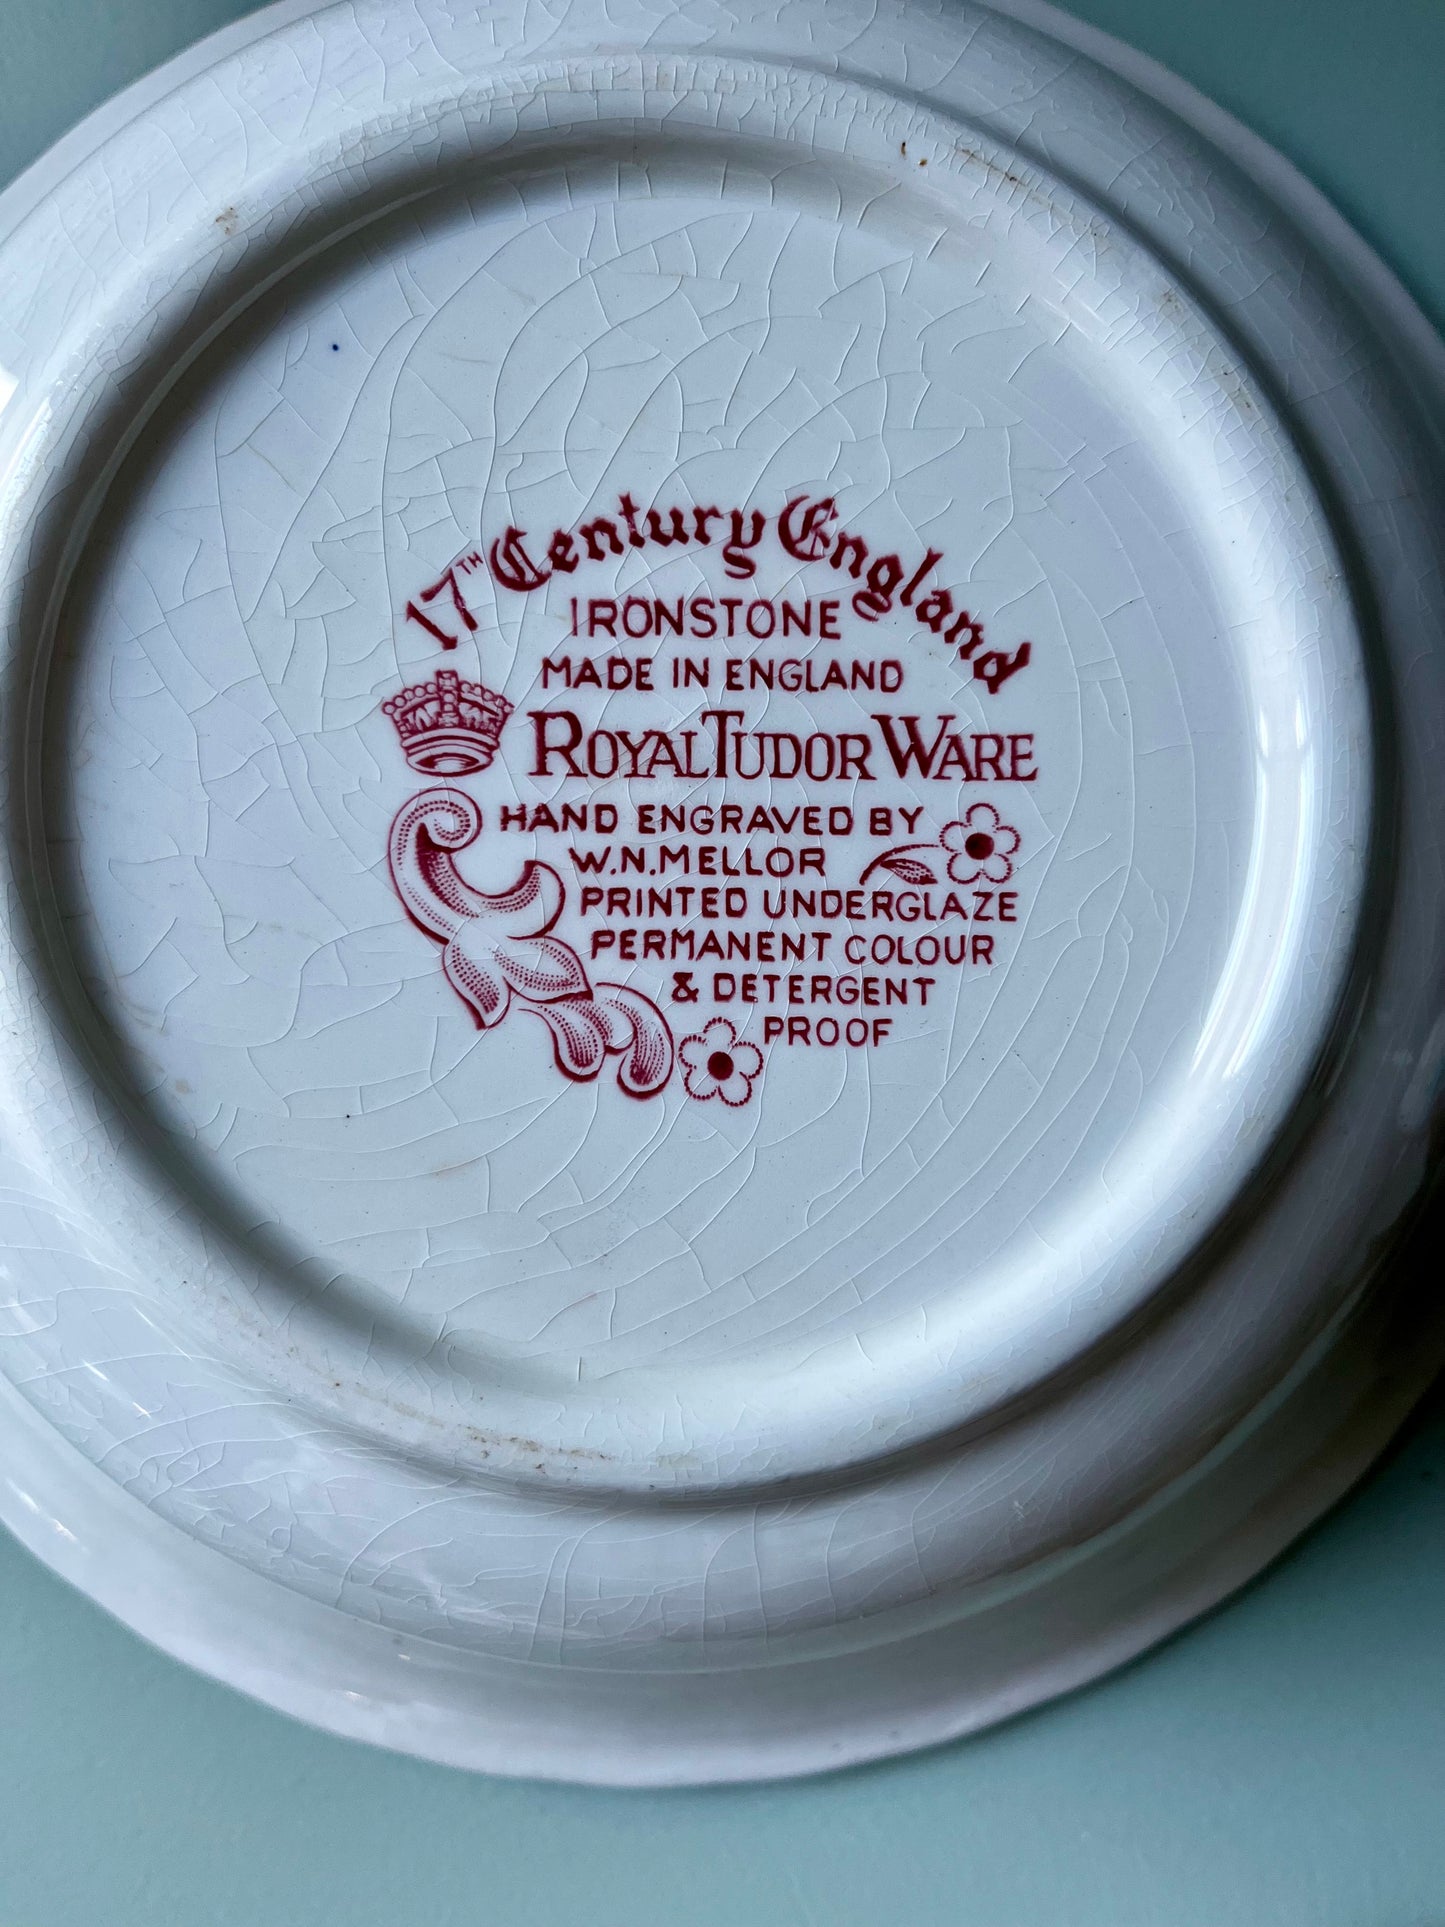 17TH Century England
IRONSTONE
MADE IN ENGLAND
ROYAL TUDOR WARE
HAND ENGRAVED BY
W.N.MELLOR
PRINTED UNDERGLAZE
PERMANENT COLOUR
& DETERGENT
PROOF